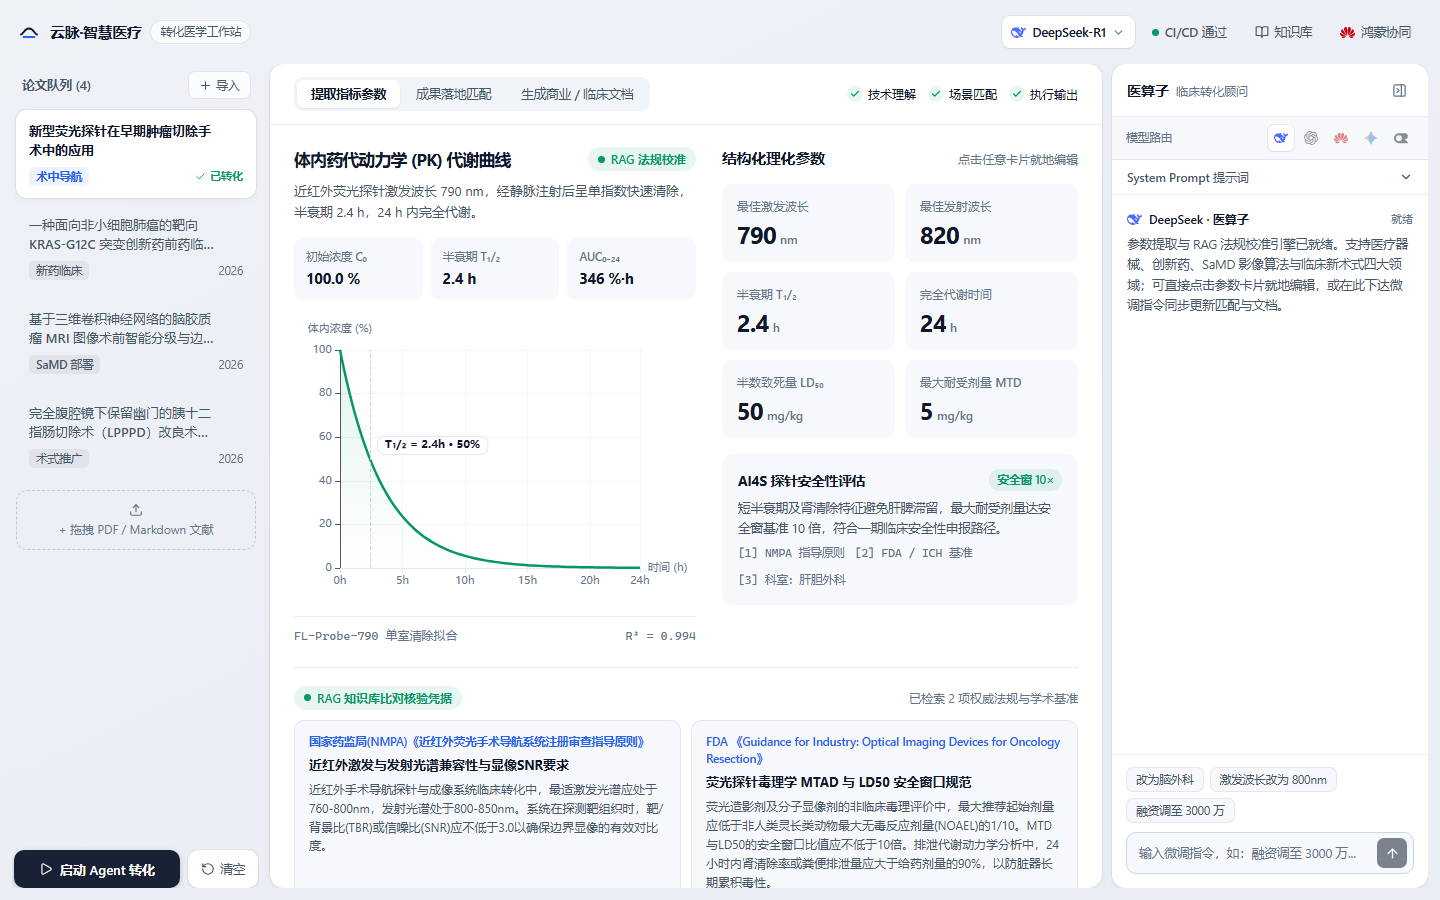 云脉·智慧医疗 转化医学工作站
DeepSeek-R1 CI/CD 通过 知识库 鸿蒙协同
论文队列 (4) 导入
新型荧光探针在早期肿瘤切除手
术中的应用
术中导航 已转化
一种面向非小细胞肺癌的靶向
KRAS-G12C 突变创新药前药临...
新药临床 2026
基于三维卷积神经网络的脑胶质
瘤 MRI 图像术前智能分级与边...
SaMD 部署 2026
完全腹腔镜下保留幽门的胰十二
指肠切除术（LPPPD）改良术...
术式推广 2026
+ 拖拽 PDF / Markdown 文献
启动 Agent 转化 清空
提取指标参数 成果落地匹配 生成商业 / 临床文档
技术理解 场景匹配 执行输出
体内药代动力学 (PK) 代谢曲线 RAG 法规校准
近红外荧光探针激发波长 790 nm，经静脉注射后呈单指数快速清除，
半衰期 2.4 h，24 h 内完全代谢。
初始浓度 C₀ 半衰期 T₁/₂ AUC₀₋₂₄
100.0 % 2.4 h 346 %·h
体内浓度 (%)
100
80
60
T₁/₂ = 2.4h • 50%
40
20
0
时间 (h)
0h 5h 10h 15h 20h 24h
FL-Probe-790 单室清除拟合 R² = 0.994
结构化理化参数 点击任意卡片就地编辑
最佳激发波长 最佳发射波长
790 nm 820 nm
半衰期 T₁/₂ 完全代谢时间
2.4 h 24 h
半数致死量 LD₅₀ 最大耐受剂量 MTD
50 mg/kg 5 mg/kg
AI4S 探针安全性评估 安全窗 10×
短半衰期及肾清除特征避免肝脾滞留，最大耐受剂量达安
全窗基准 10 倍，符合一期临床安全性申报路径。
[1] NMPA 指导原则 [2] FDA / ICH 基准
[3] 科室：肝胆外科
RAG 知识库比对核验凭据 已检索 2 项权威法规与学术基准
国家药监局(NMPA)《近红外荧光手术导航系统注册审查指导原则》
近红外激发与发射光谱兼容性与显像SNR要求
近红外手术导航探针与成像系统临床转化中，最适激发光谱应处于
760-800nm，发射光谱处于800-850nm。系统在探测靶组织时，靶/
背景比(TBR)或信噪比(SNR)应不低于3.0以确保边界显像的有效对比
度。
FDA 《Guidance for Industry: Optical Imaging Devices for Oncology
Resection》
荧光探针毒理学 MTAD 与 LD50 安全窗口规范
荧光造影剂及分子显像剂的非临床毒理评价中，最大推荐起始剂量
应低于非人类灵长类动物最大无毒反应剂量(NOAEL)的1/10。MTD
与LD50的安全窗口比值应不低于10倍。排泄代谢动力学分析中，24
小时内肾清除率或粪便排泄量应大于给药剂量的90%，以防脏器长
期累积毒性。
医算子 临床转化顾问
模型路由
System Prompt 提示词
DeepSeek · 医算子 就绪
参数提取与 RAG 法规校准引擎已就绪。支持医疗器
械、创新药、SaMD 影像算法与临床新术式四大领
域；可直接点击参数卡片就地编辑，或在此下达微
调指令同步更新匹配与文档。
改为脑外科 激发波长改为 800nm
融资调至 3000 万
输入微调指令，如：融资调至 3000 万...